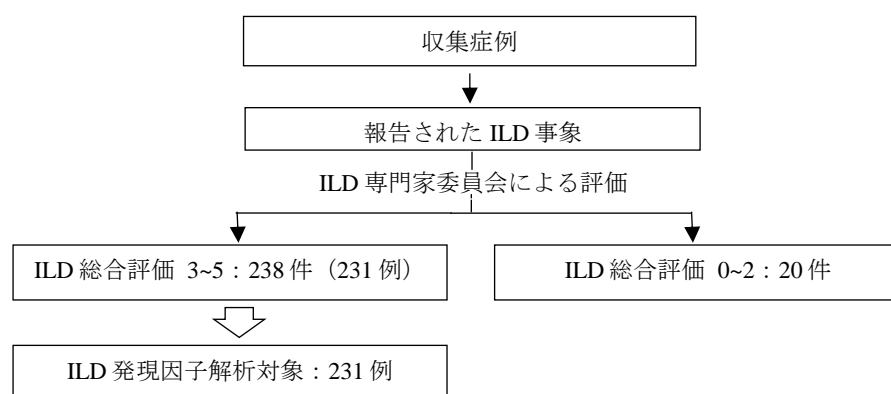 収集症例
報告された ILD 事象
ILD 専門家委員会による評価
ILD 総合評価 3~5：238 件（231 例）
ILD 総合評価 0~2：20 件
ILD 発現因子解析対象：231 例